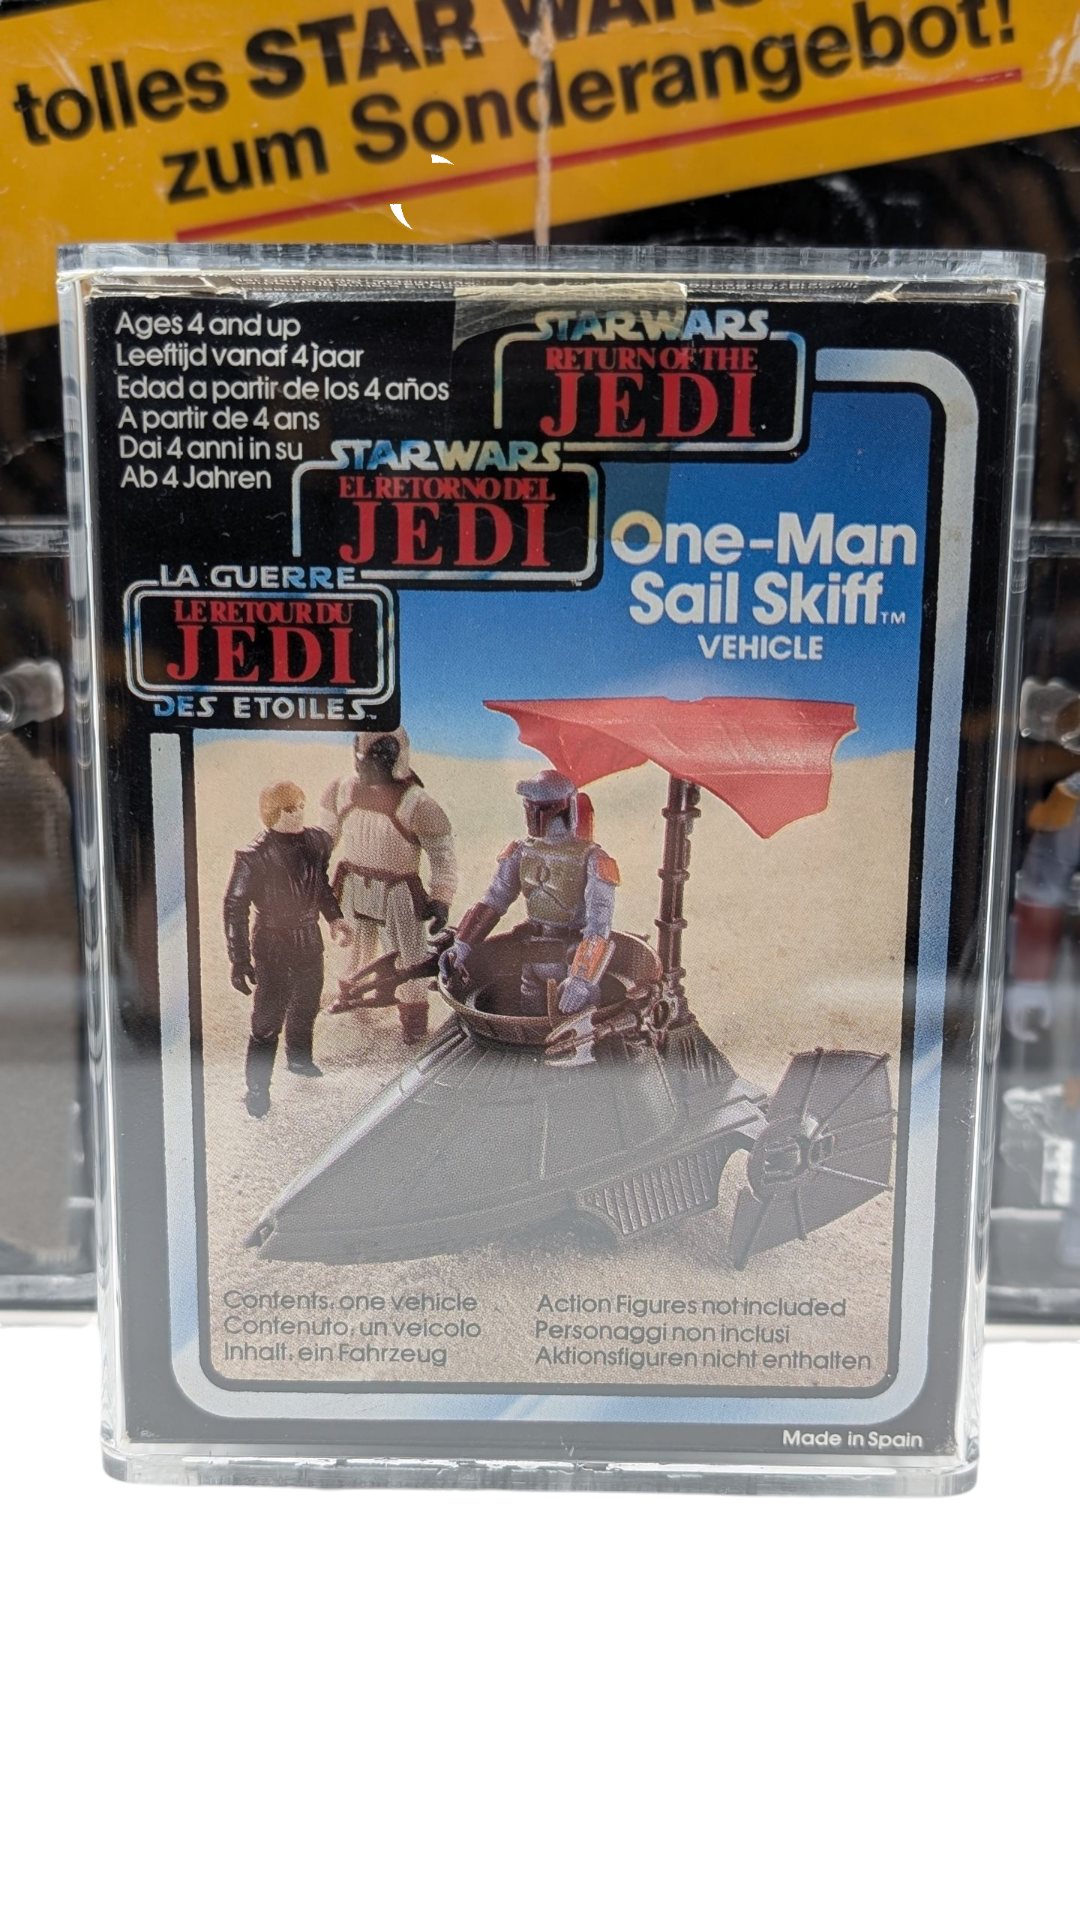 tolles STAR WARS
zum Sonderangebot!
Ages 4 and up
Leeftijd vanaf 4 jaar
Edad a partir de los 4 años
A partir de 4 ans
Dai 4 anni in su
Ab 4 Jahren
STAR WARS
RETURN OF THE
JEDI
STAR WARS
EL RETORNO DEL
JEDI
LA GUERRE
LE RETOUR DU
JEDI
DES ETOILES™
One-Man
Sail Skiff™
VEHICLE
Contents: one vehicle
Contenuto: un veicolo
Inhalt: ein Fahrzeug
Action Figures not included
Personaggi non inclusi
Aktionsfiguren nicht enthalten
Made in Spain